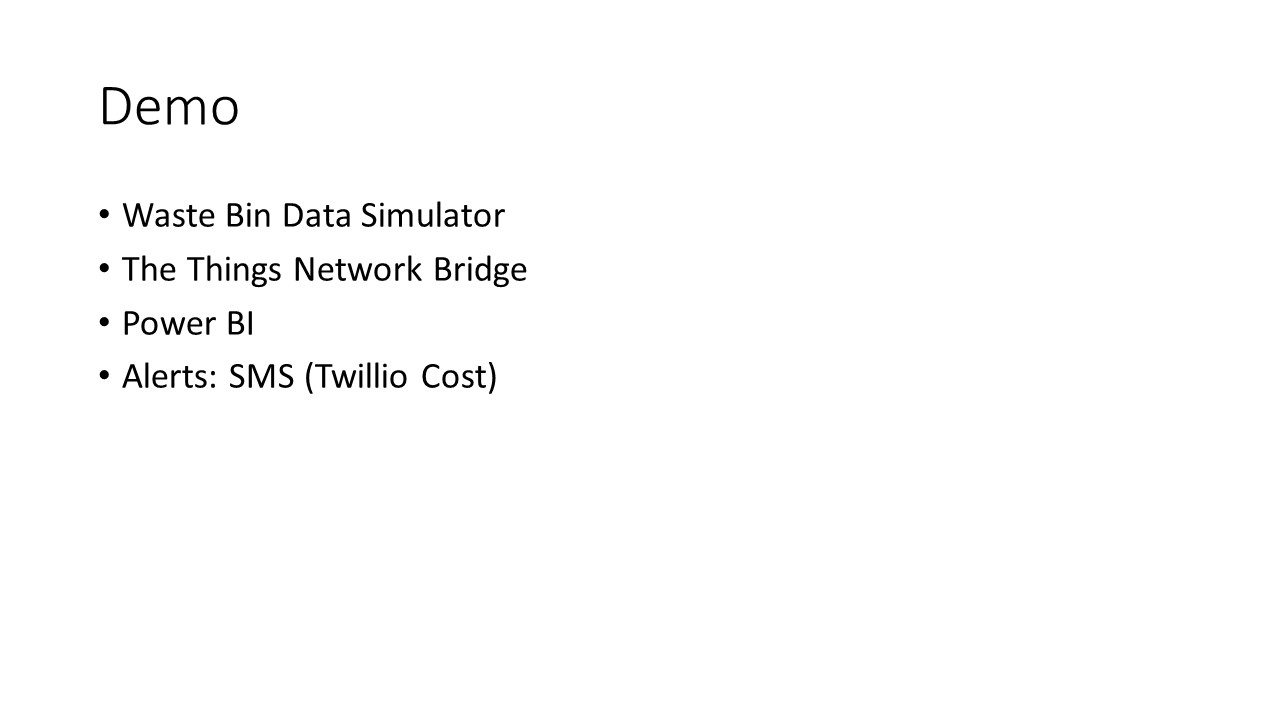 Demo
• Waste Bin Data Simulator
• The Things Network Bridge
• Power BI
• Alerts: SMS (Twillio Cost)